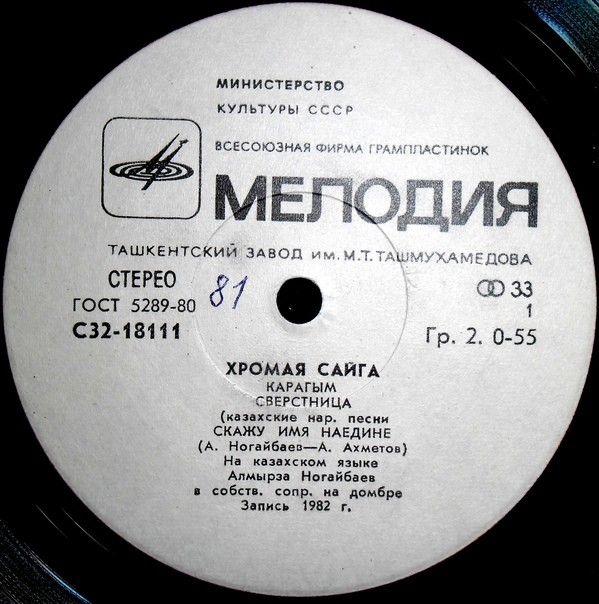 МИНИСТЕРСТВО
КУЛЬТУРЫ СССР
ВСЕСОЮЗНАЯ ФИРМА ГРАМПЛАСТИНОК
МЕЛОДИЯ
ТАШКЕНТСКИЙ ЗАВОД ИМ. М.Т. ТАШМУХАМЕДОВА
СТЕРЕО
ГОСТ 5289-80
81
33
С32-18111
1
Гр. 2. 0-55
ХРОМАЯ САЙГА
КАРАГЫМ
СВЕРСТНИЦА
(казахские нар. песни
СКАЖУ ИМЯ НАЕДИНЕ
(А. Ногайбаев—А. Ахметов)
На казахском языке
Алмырза Ногайбаев
в собств. сопр. на домбре
Запись 1982 г.